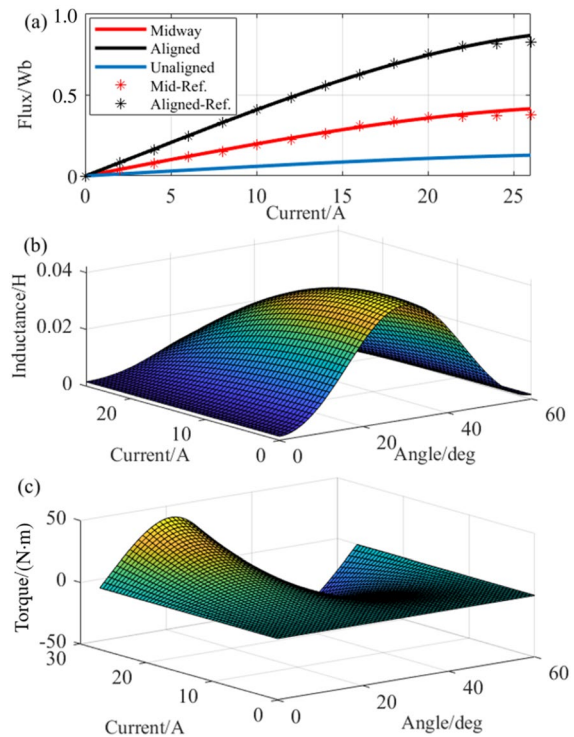 (a)
Flux/Wb
1.0
0.5
0
Midway
Aligned
Unaligned
Mid-Ref.
Aligned-Ref.
0 5 10 15 20 25
Current/A
(b)
Inductance/H
0.04
0.02
0
20
10
0
Current/A
0
20
40
60
Angle/deg
(c)
Torque/(N·m)
50
0
-50
30
20
10
0
Current/A
0
20
40
60
Angle/deg